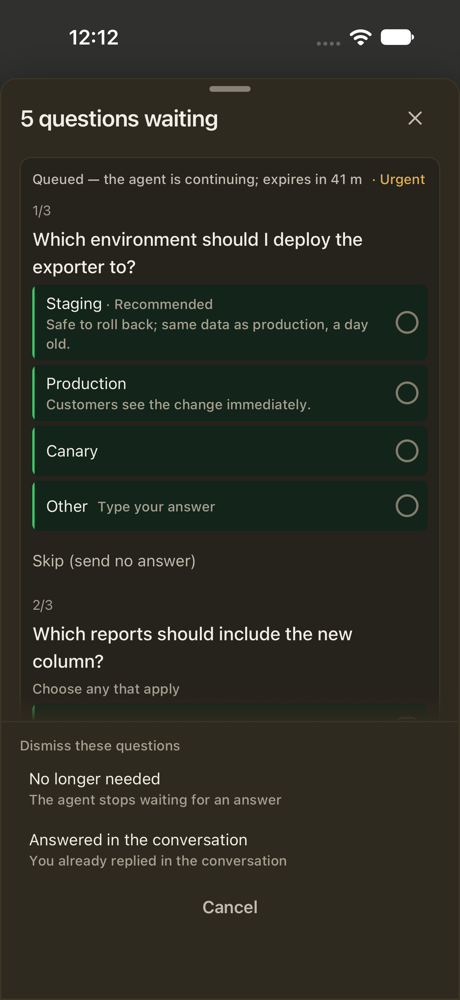 12:12
5 questions waiting
Queued — the agent is continuing; expires in 41 m · Urgent
1/3
Which environment should I deploy the
exporter to?
Staging · Recommended
Safe to roll back; same data as production, a day
old.
Production
Customers see the change immediately.
Canary
Other Type your answer
Skip (send no answer)
2/3
Which reports should include the new
column?
Choose any that apply
Dismiss these questions
No longer needed
The agent stops waiting for an answer
Answered in the conversation
You already replied in the conversation
Cancel